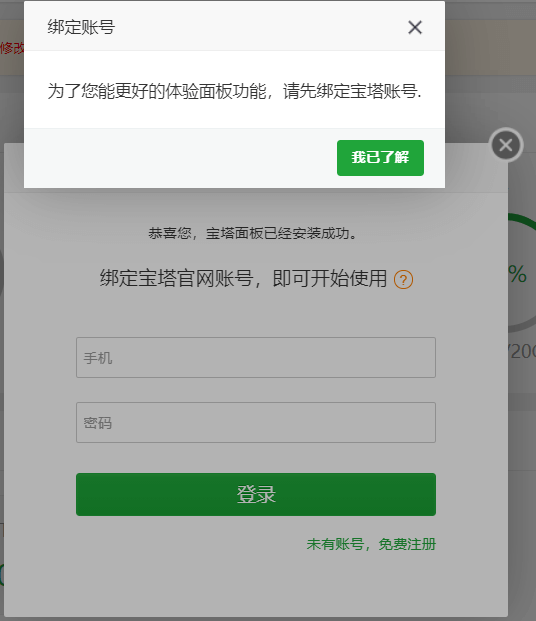 绑定账号
修改
为了您能更好的体验面板功能，请先绑定宝塔账号.
我已了解
恭喜您，宝塔面板已经安装成功。
绑定宝塔官网账号，即可开始使用 ?
%
/200
手机
密码
登录
未有账号，免费注册